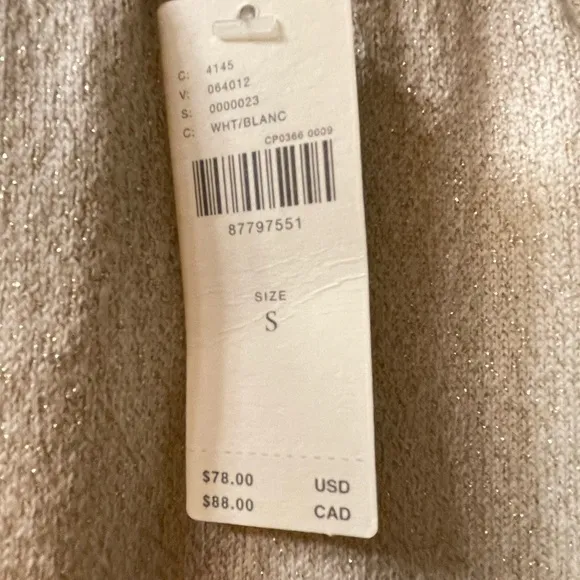 C: 4145
V: 064012
S: 0000023
C: WHT/BLANC
CP0366 0009
87797551
SIZE
S
$78.00 USD
$88.00 CAD